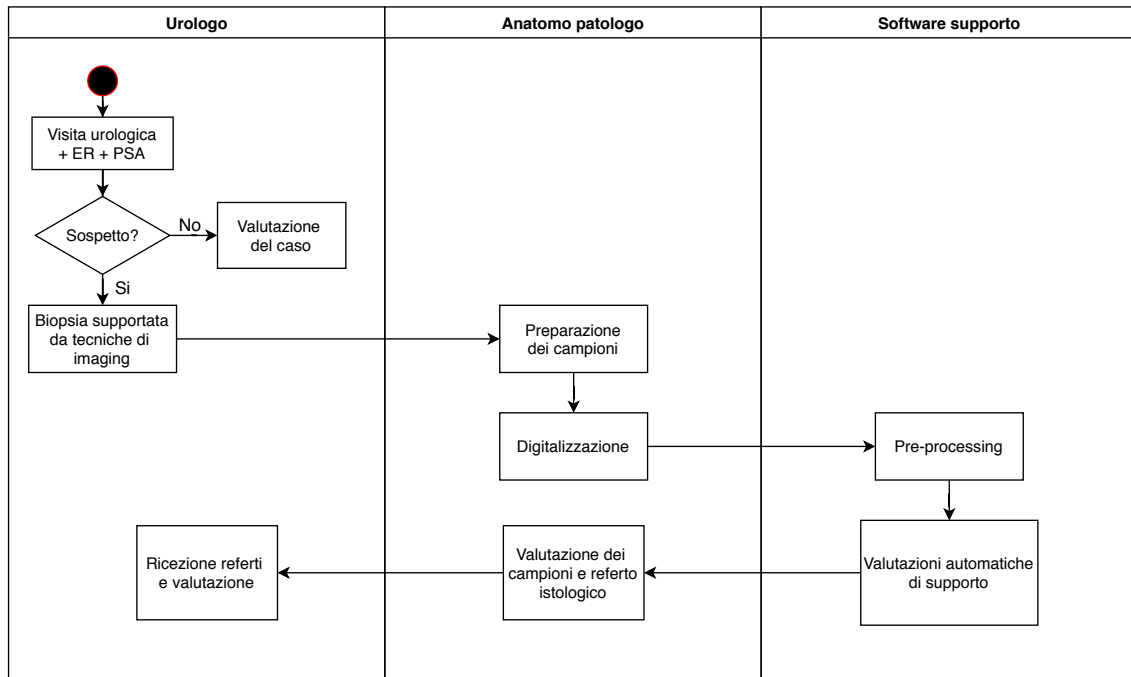 Urologo
Anatomo patologo
Software supporto
Visita urologica
+ ER + PSA
Sospetto?
No
Valutazione
del caso
Si
Biopsia supportata
da tecniche di
imaging
Preparazione
dei campioni
Digitalizzazione
Pre-processing
Ricezione referti
e valutazione
Valutazione dei
campioni e referto
istologico
Valutazioni automatiche
di supporto